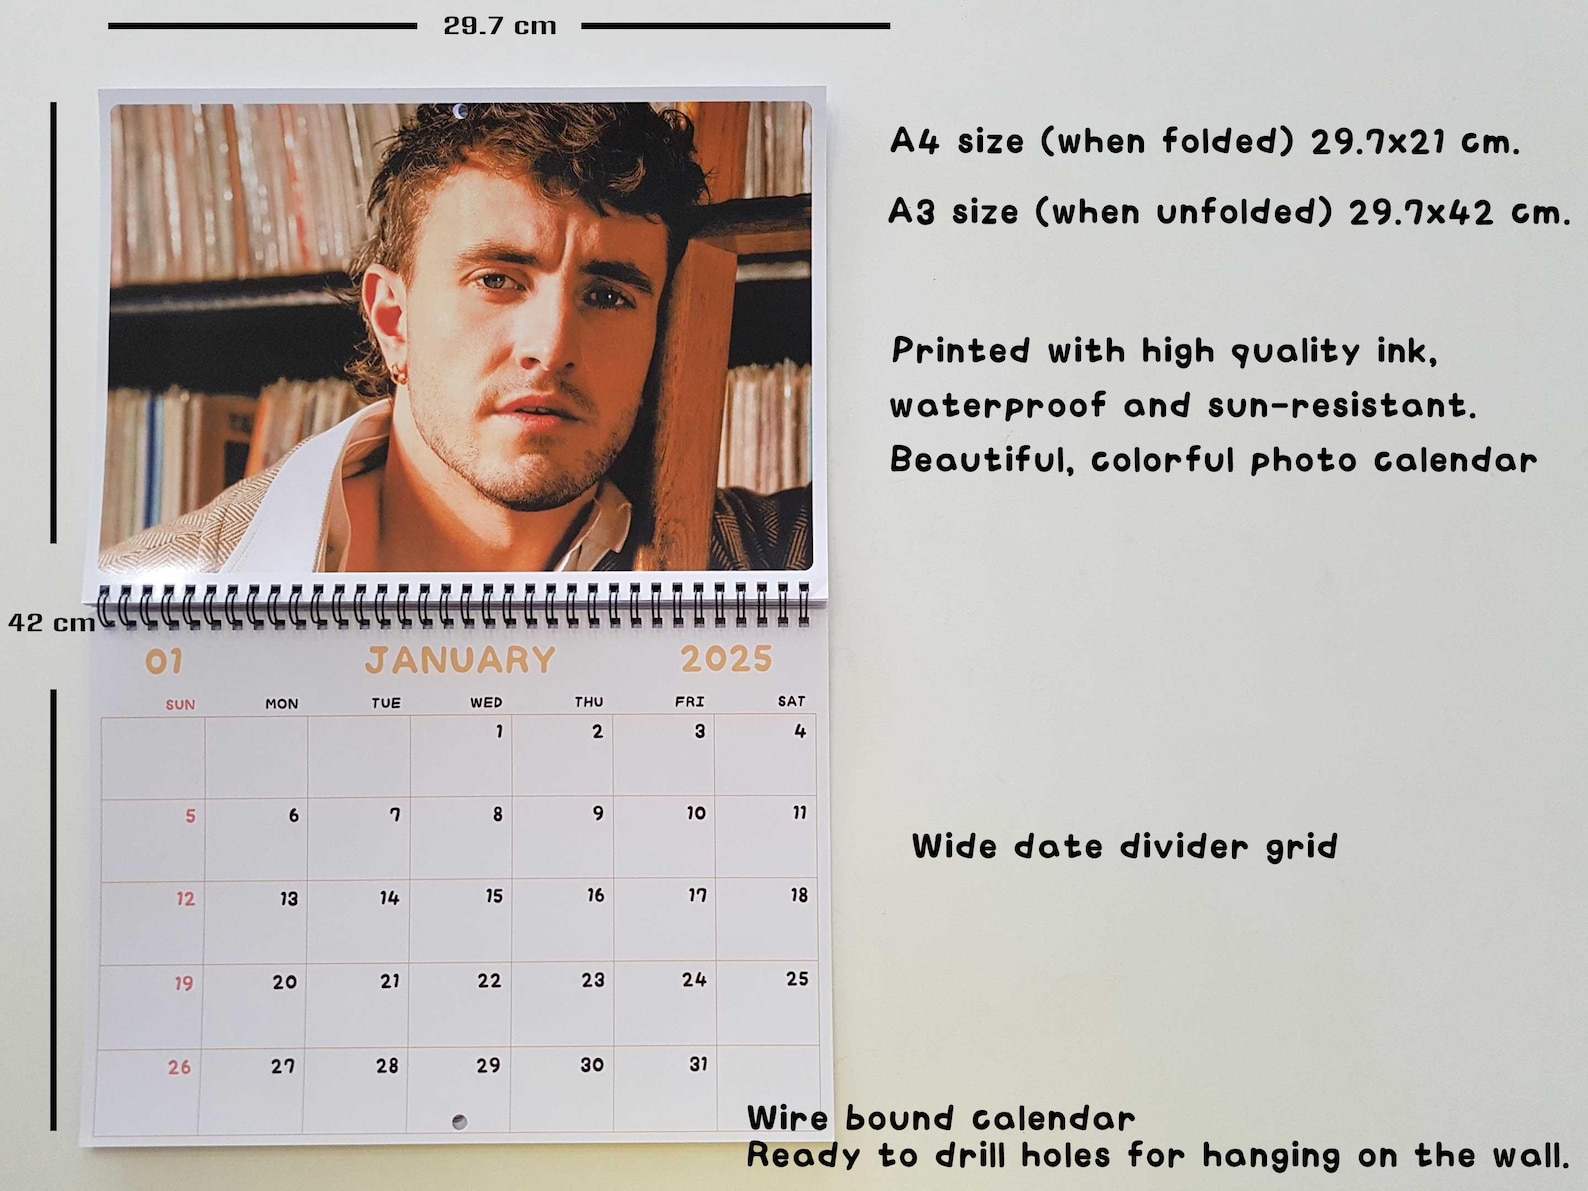 29.7 cm
A4 size (when folded) 29.7x21 cm.
A3 size (when unfolded) 29.7x42 cm.
Printed with high quality ink,
waterproof and sun-resistant.
Beautiful, colorful photo calendar
42 cm
01 JANUARY 2025
SUN MON TUE WED THU FRI SAT
1 2 3 4
5 6 7 8 9 10 11
12 13 14 15 16 17 18
19 20 21 22 23 24 25
26 27 28 29 30 31
Wide date divider grid
Wire bound calendar
Ready to drill holes for hanging on the wall.